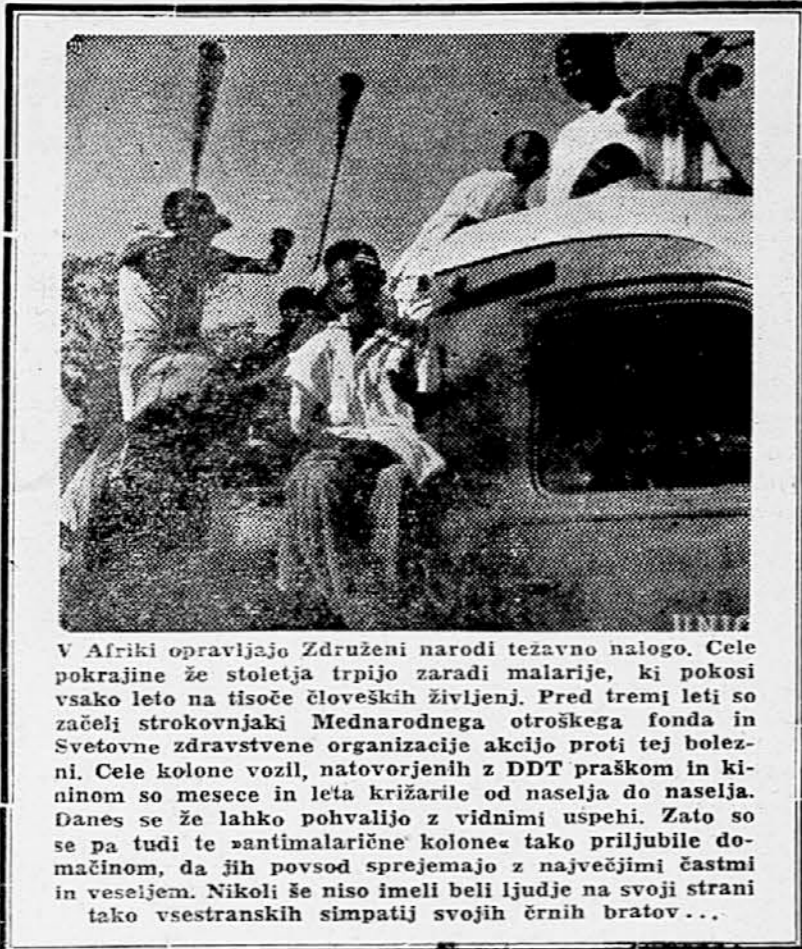 UNIC
V Afriki opravljajo Združeni narodi težavno nalogo. Cele
pokrajine že stoletja trpijo zaradi malarije, ki pokosi
vsako leto na tisoče človeških življenj. Pred tremi leti so
začeli strokovnjaki Mednarodnega otroškega fonda in
Svetovne zdravstvene organizacije akcijo proti tej bolez-
ni. Cele kolone vozil, natovorjenih z DDT praškom in ki-
ninom so mesece in leta križarile od naselja do naselja.
Danes se že lahko pohvalijo z vidnimi uspehi. Zato so
se pa tudi te »antimalarične kolone« tako priljubile do-
mačinom, da jih povsod sprejemajo z največjimi častmi
in veseljem. Nikoli še niso imeli beli ljudje na svoji strani
tako vsestranskih simpatij svojih črnih bratov...